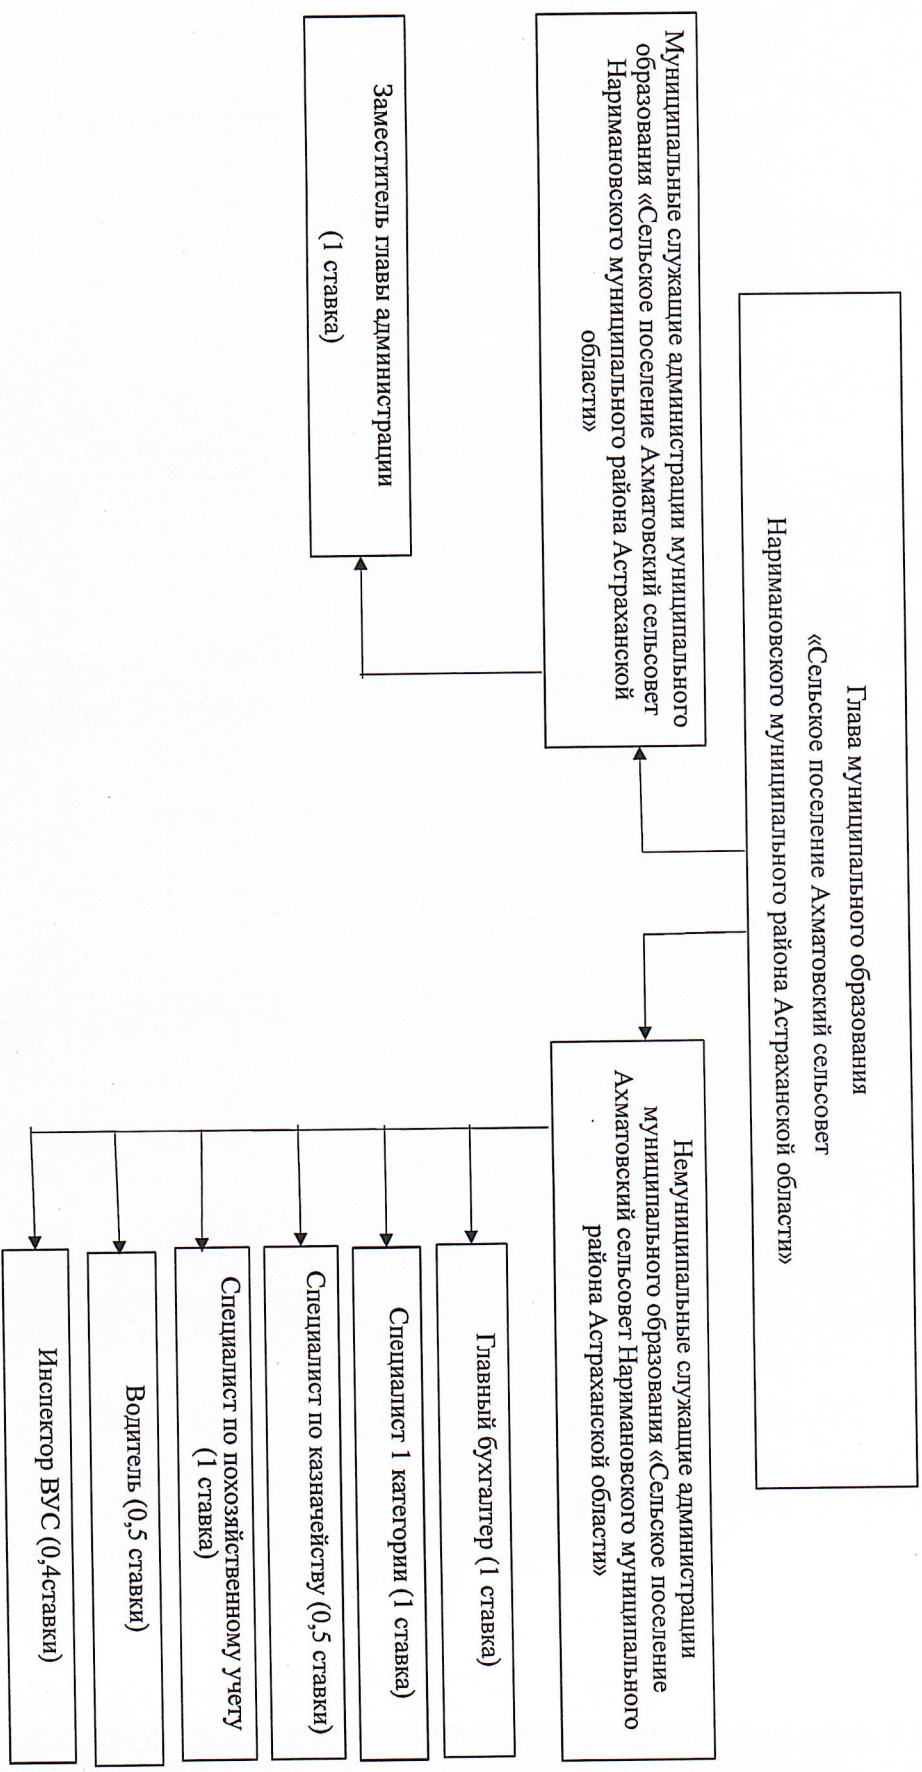 Глава муниципального образования
«Сельское поселение Ахматовский сельсовет
Наримановского муниципального района Астраханской области»
Муниципальные служащие администрации муниципального
образования «Сельское поселение Ахматовский сельсовет
Наримановского муниципального района Астраханской
области»
Заместитель главы администрации
(1 ставка)
Немуниципальные служащие администрации
муниципального образования «Сельское поселение
Ахматовский сельсовет Наримановского муниципального
района Астраханской области»
Главный бухгалтер (1 ставка)
Специалист 1 категории (1 ставка)
Специалист по казначейству (0,5 ставки)
Специалист по похозяйственному учету
(1 ставка)
Водитель (0,5 ставки)
Инспектор ВУС (0,4ставки)